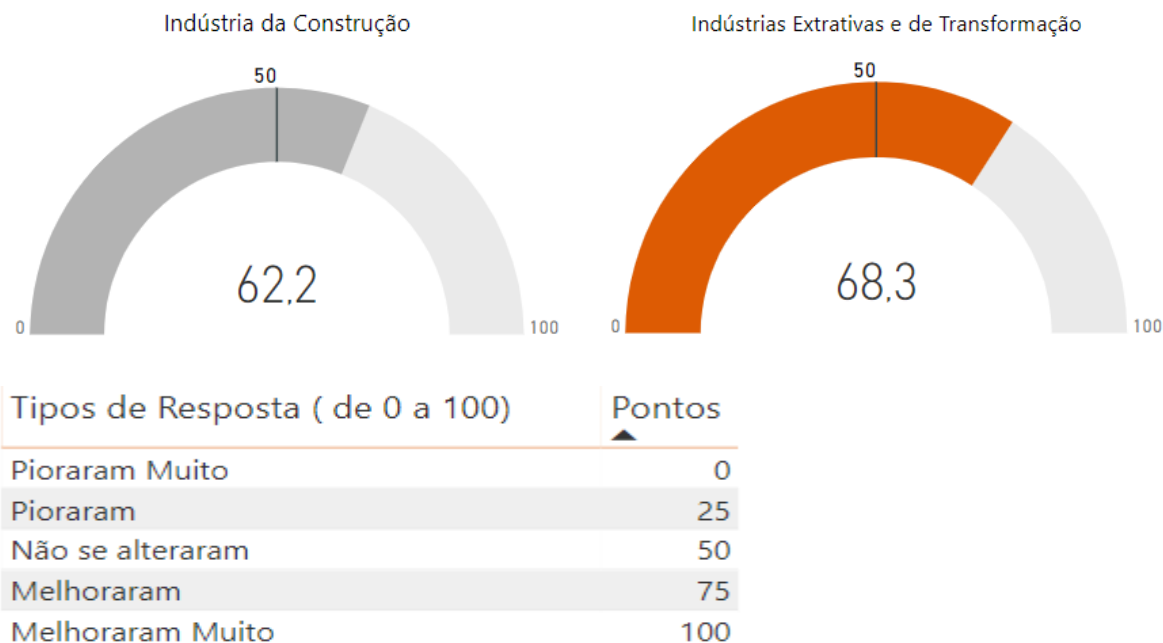 Indústria da Construção
50
62,2
0
100
Indústrias Extrativas e de Transformação
50
68,3
0
100
Tipos de Resposta ( de 0 a 100) Pontos
Pioraram Muito 0
Pioraram 25
Não se alteraram 50
Melhoraram 75
Melhoraram Muito 100